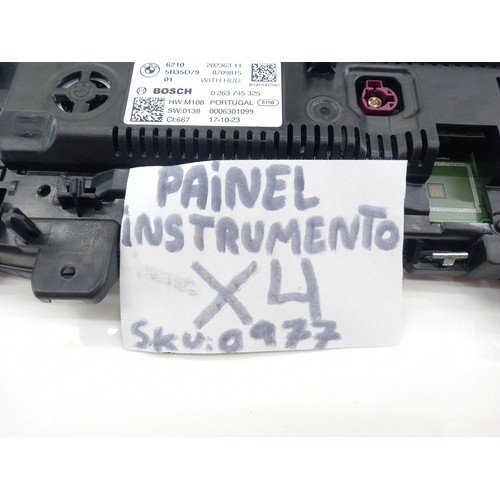 6210 202363 11
5B35D79 8709815
01 WITH HUD
BOSCH 0 263 745 325
HW:M108 PORTUGAL
SW:0138 0006301099
CI:667 17-10-23
PAINEL
INSTRUMENTO
X4
SKU:0977